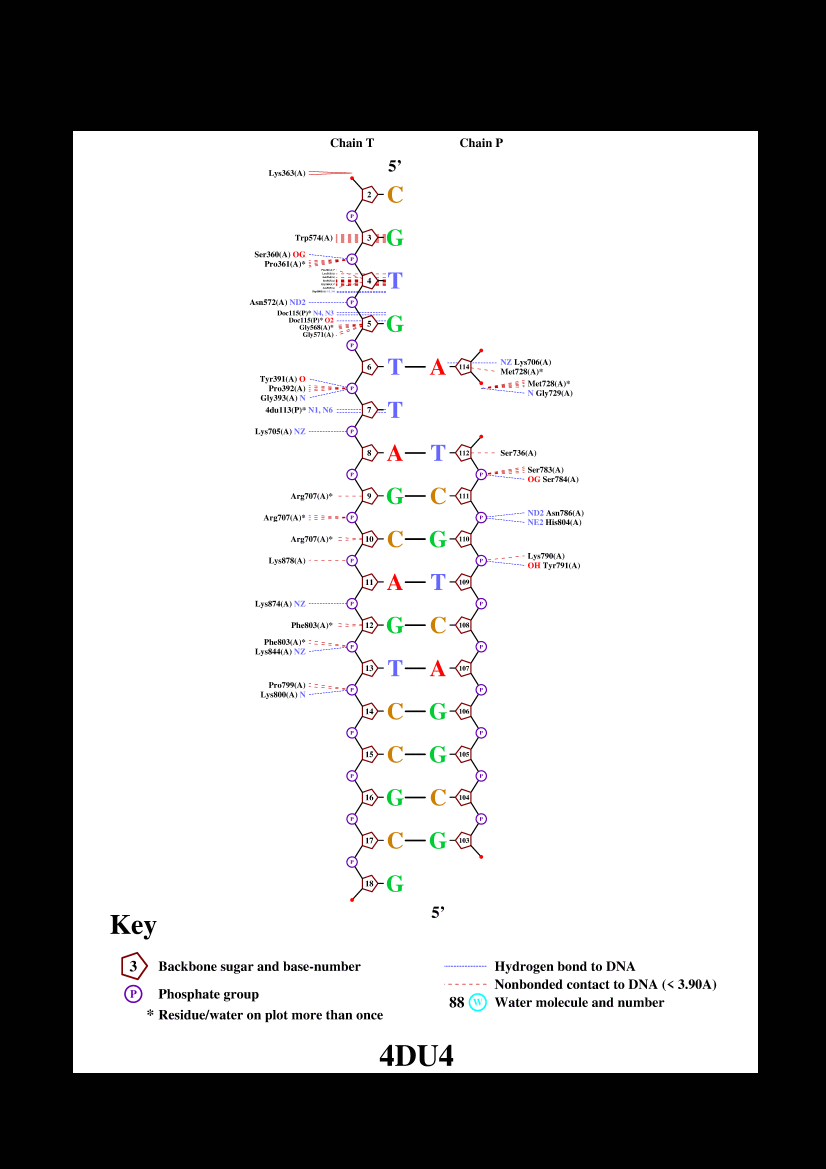 Chain T Chain P
5’
Lys363(A)
2 C
P
Trp574(A) 3 G
Ser360(A) OG
Pro361(A)* P
4 T
Asn572(A) ND2 P
Doc115(P)* N4, N3
Doc115(P)* O2
Gly568(A)* 5 G
Gly571(A)
P
6 T A 114 NZ Lys706(A)
Met728(A)*
Tyr391(A) O Met728(A)*
Pro392(A) P
Gly393(A) N N Gly729(A)
4du113(P)* N1, N6 7 T
Lys705(A) NZ P
8 A T 112 Ser736(A)
P P Ser783(A)
OG Ser784(A)
Arg707(A)* 9 G C 111
Arg707(A)* P P ND2 Asn786(A)
NE2 His804(A)
Arg707(A)* 10 C G 110
Lys878(A) P P Lys790(A)
OH Tyr791(A)
11 A T 109
Lys874(A) NZ P P
Phe803(A)* 12 G C 108
Phe803(A)* P P
Lys844(A) NZ
13 T A 107
Pro799(A) P P
Lys800(A) N
14 C G 106
P P
15 C G 105
P P
16 G C 104
P P
17 C G 103
P
18 G
5’
Key
3 Backbone sugar and base-number
P Phosphate group
* Residue/water on plot more than once
Hydrogen bond to DNA
Nonbonded contact to DNA (< 3.90A)
88 W Water molecule and number
4DU4